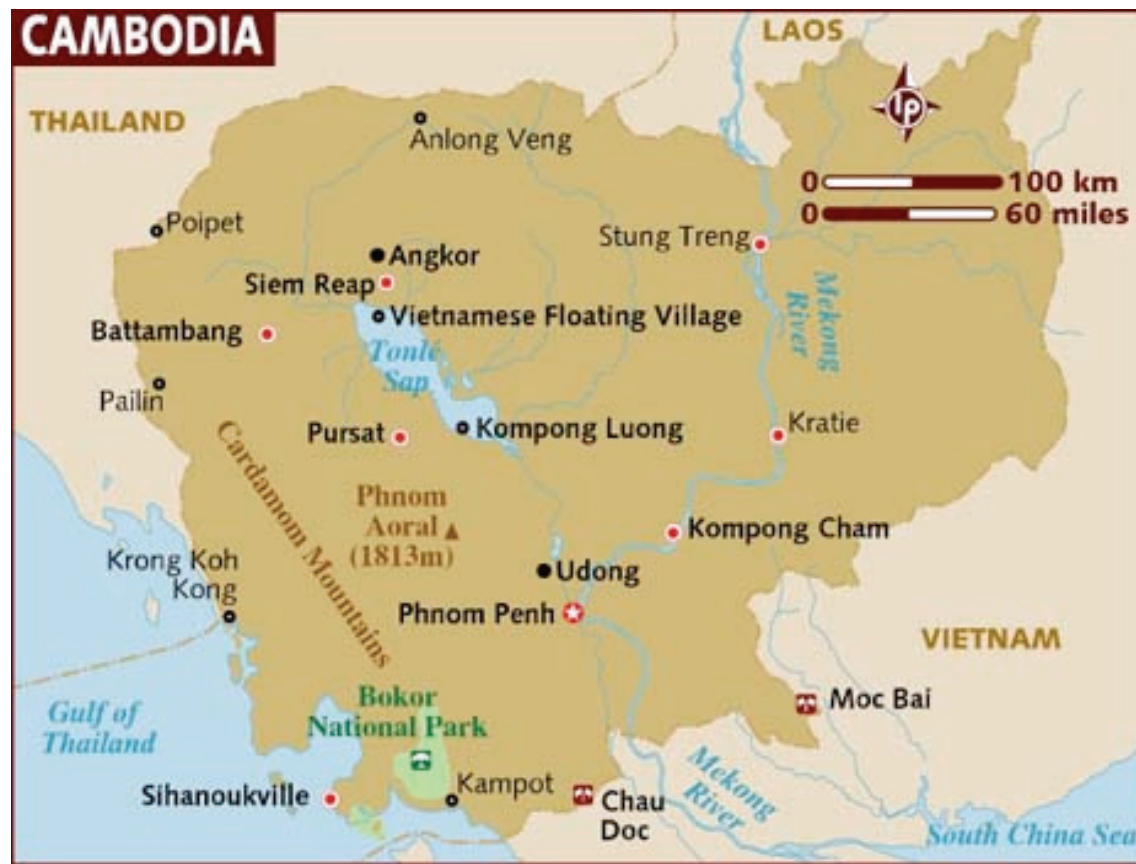 CAMBODIA
LAOS
THALIAND
lp
Anlong Veng
0 100 km
0 60 miles
Poipet
Stung Treng
Angkor
Siem Reap
Mekong
River
Vietnamese Floating Village
Battambang
Tonlé
Sap
Pailin
Kratie
Pursat
Kompong Luong
Cardamom Mountains
Phnom
Aoral
(1813m)
Kompong Cham
Krong Koh
Kong
Udong
Phnom Penh
VIETNAM
Bokor
National Park
Moc Bai
Gulf of
Thailand
Mekong
River
Sihanoukville
Kampot
Chau
Doc
South China Sea